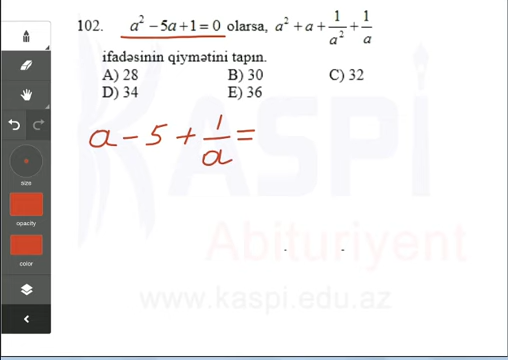 102. a² − 5a + 1 = 0 olarsa, a² + a + 1/a² + 1/a
ifadəsinin qiymətini tapın.
A) 28 B) 30 C) 32
D) 34 E) 36
a − 5 + 1/a =
size
opacity
color
KASPİ
Abituriyent
www.kaspi.edu.az